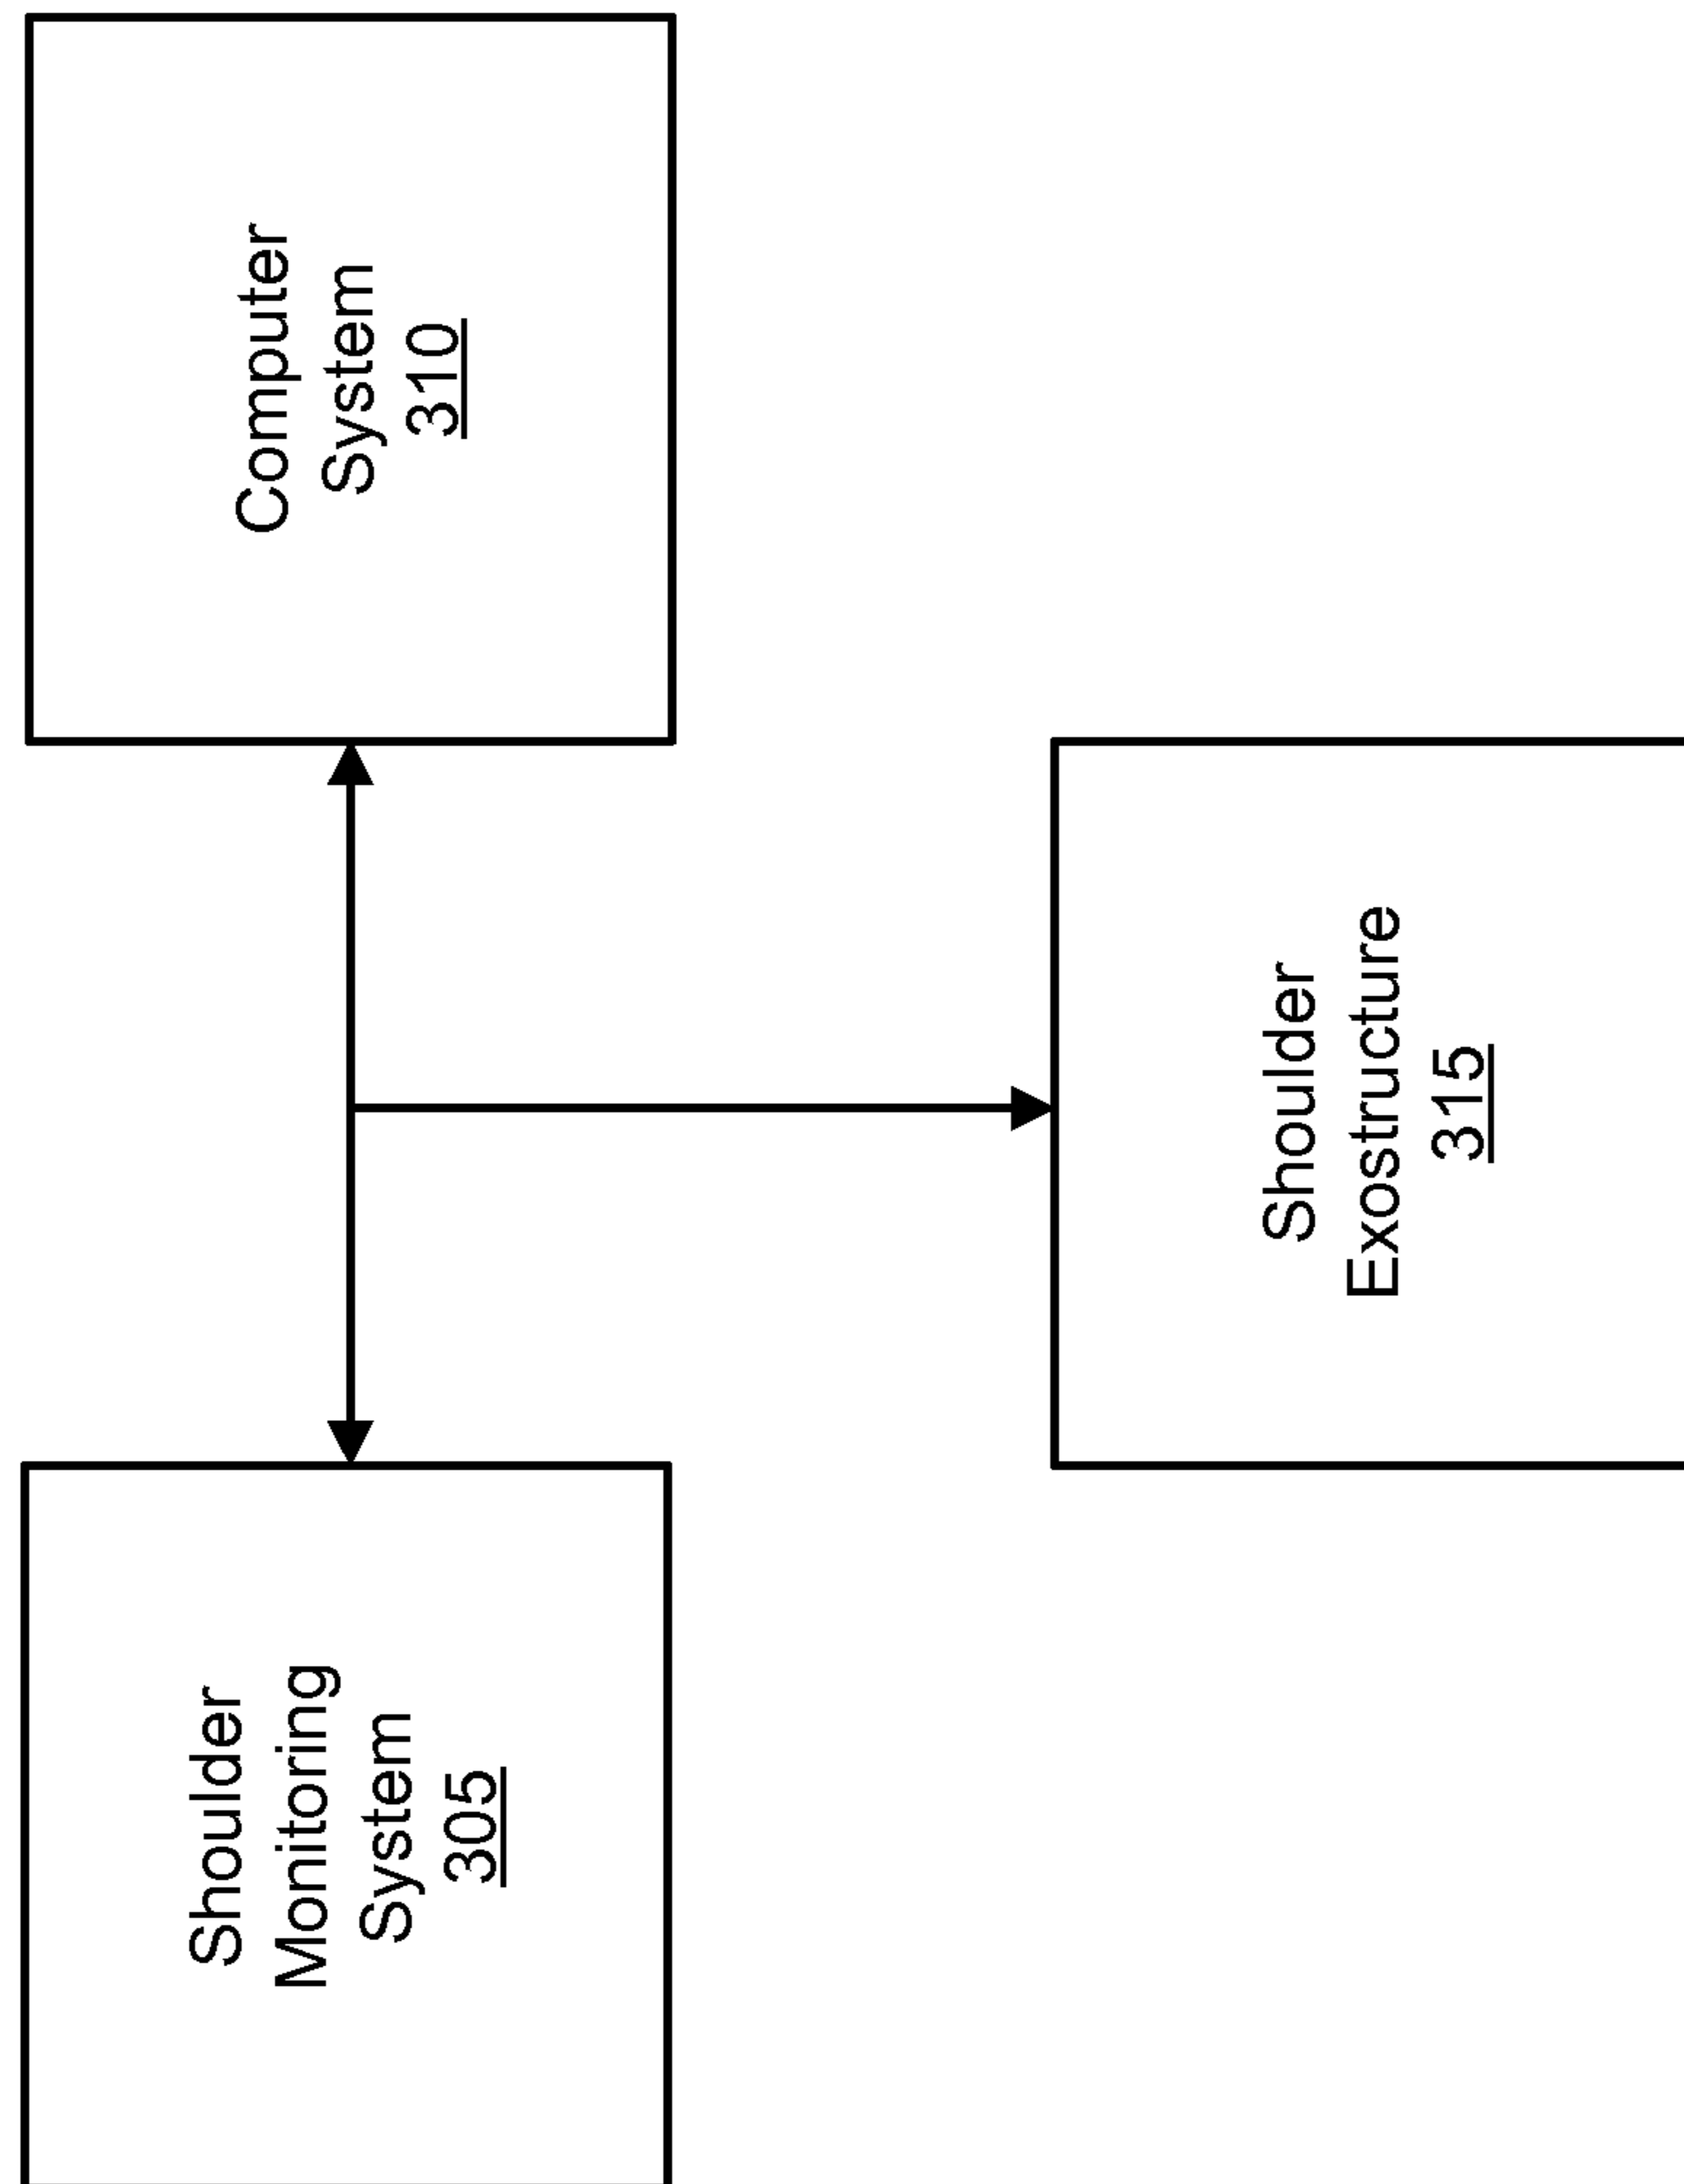 Shoulder
Monitoring
System
305
Computer
System
310
Shoulder
Exostructure
315